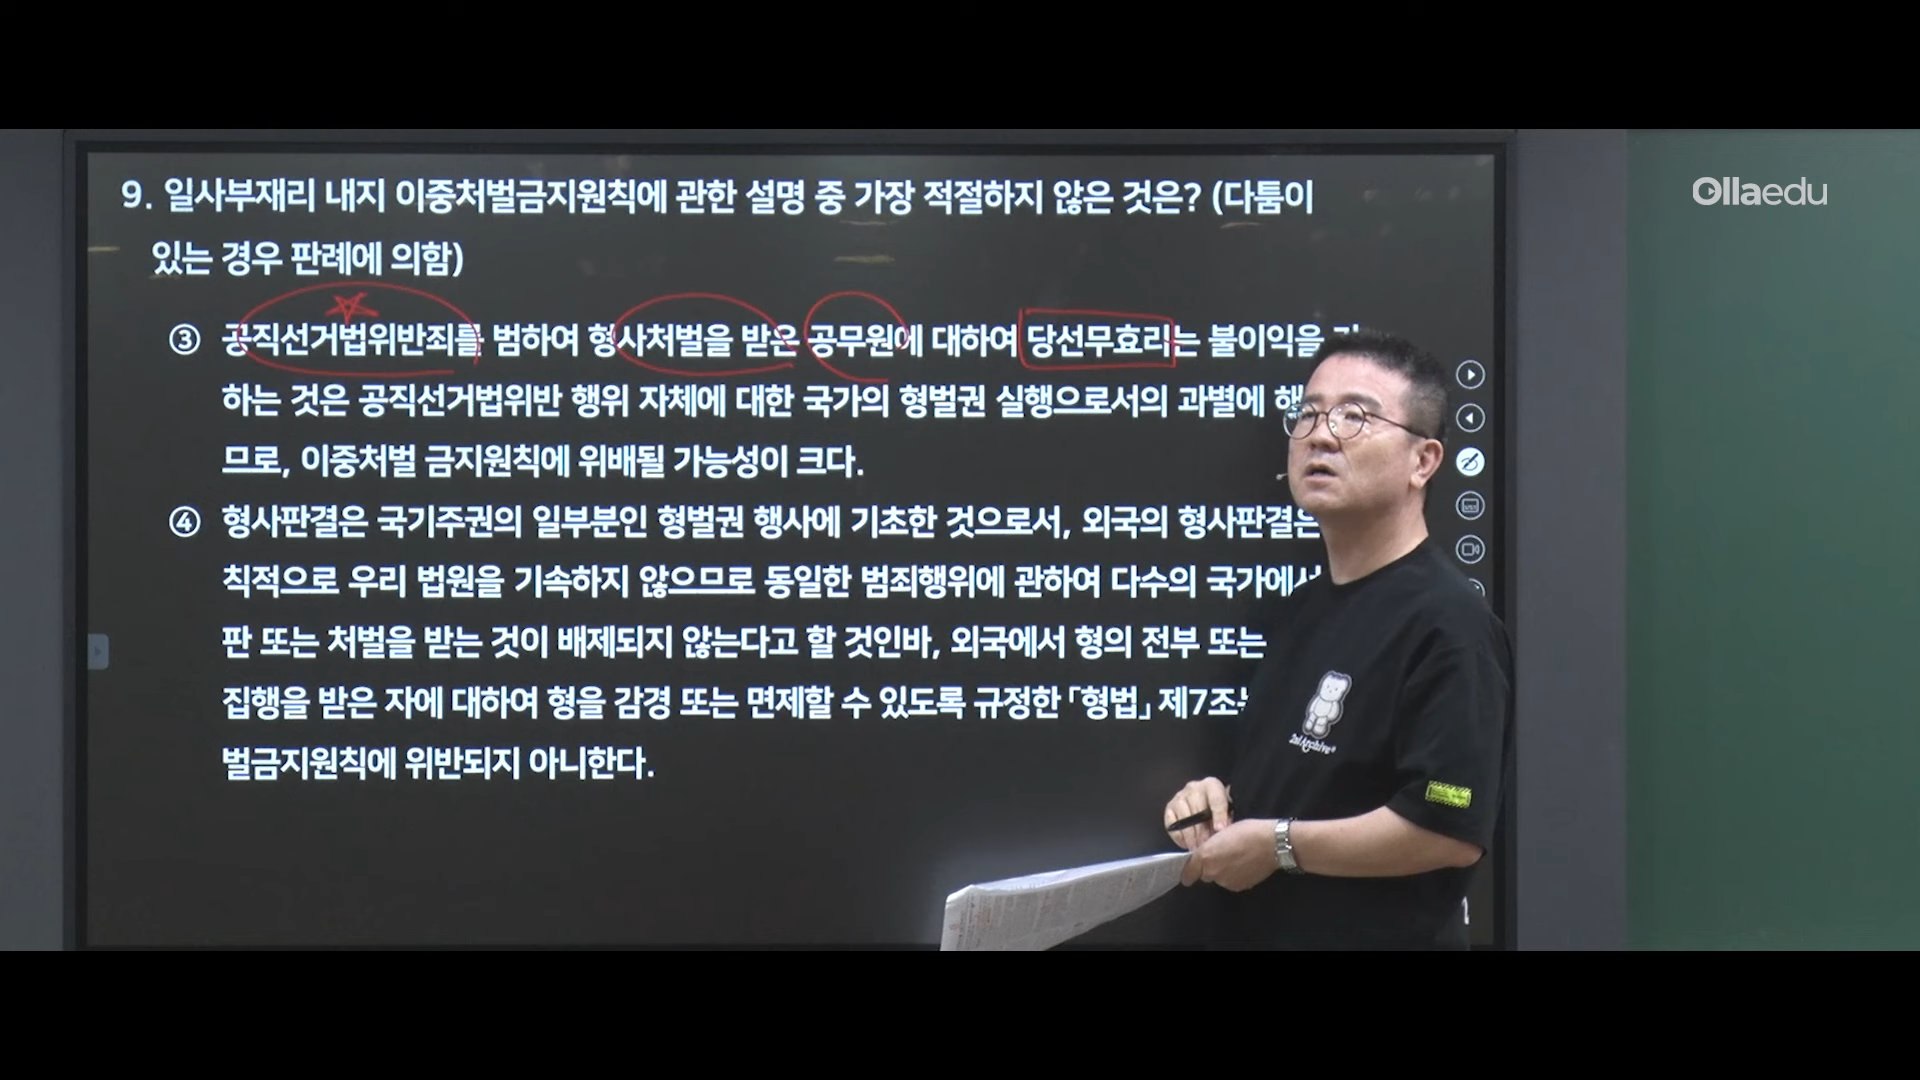 Ollaedu
9. 일사부재리 내지 이중처벌금지원칙에 관한 설명 중 가장 적절하지 않은 것은? (다툼이
있는 경우 판례에 의함)
③ 공직선거법위반죄를 범하여 형사처벌을 받은 공무원에 대하여 당선무효라는 불이익을
하는 것은 공직선거법위반 행위 자체에 대한 국가의 형벌권 실행으로서의 과벌에 해
므로, 이중처벌 금지원칙에 위배될 가능성이 크다.
④ 형사판결은 국가주권의 일부분인 형벌권 행사에 기초한 것으로서, 외국의 형사판결은
칙적으로 우리 법원을 기속하지 않으므로 동일한 범죄행위에 관하여 다수의 국가에서
판 또는 처벌을 받는 것이 배제되지 않는다고 할 것인바, 외국에서 형의 전부 또는
집행을 받은 자에 대하여 형을 감경 또는 면제할 수 있도록 규정한 「형법」 제7조
벌금지원칙에 위반되지 아니한다.
2nd Archive